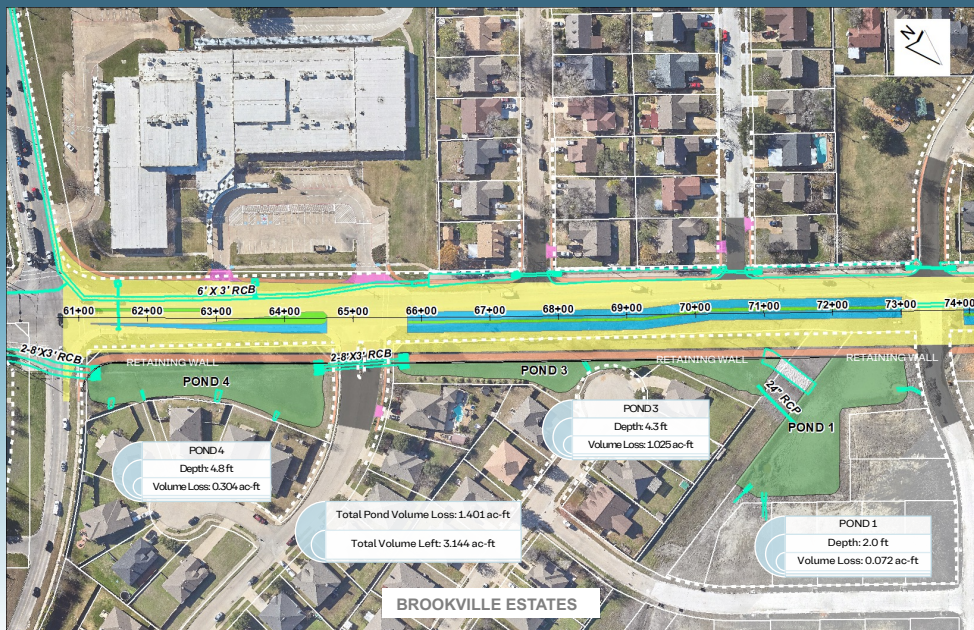 N
6' X 3' RCB
61+00 62+00 63+00 64+00 65+00 66+00 67+00 68+00 69+00 70+00 71+00 72+00 73+00 74+00
2-8'X3' RCB
2-8'X3' RCB
RETAINING WALL
RETAINING WALL
RETAINING WALL
POND 4
POND 3
24" RCP
POND 1
POND 3
Depth: 4.3 ft
Volume Loss: 1.025 ac-ft
POND 4
Depth: 4.8 ft
Volume Loss: 0.304 ac-ft
Total Pond Volume Loss: 1.401 ac-ft
Total Volume Left: 3.144 ac-ft
POND 1
Depth: 2.0 ft
Volume Loss: 0.072 ac-ft
BROOKVILLE ESTATES